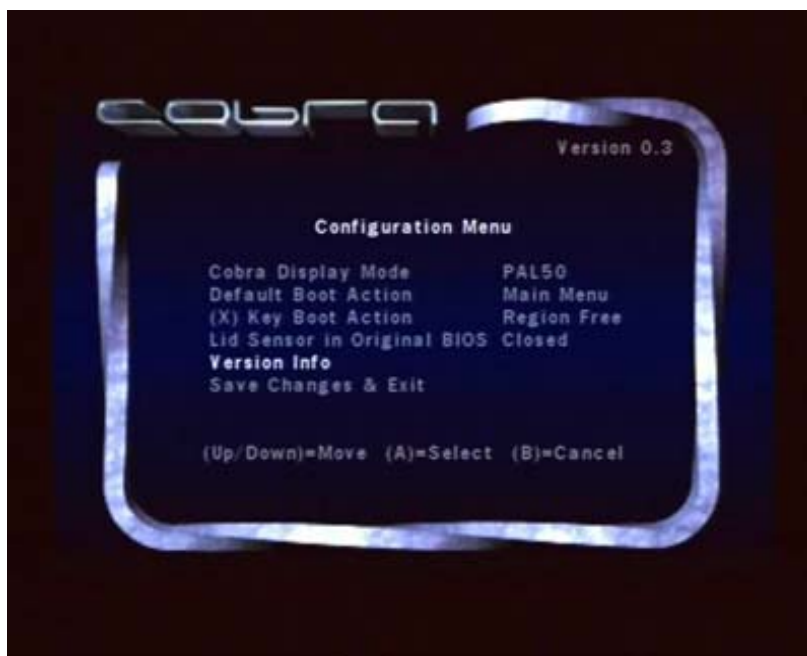 cobra
Version 0.3
Configuration Menu
Cobra Display Mode PAL50
Default Boot Action Main Menu
(X) Key Boot Action Region Free
Lid Sensor in Original BIOS Closed
Version Info
Save Changes & Exit
(Up/Down)=Move (A)=Select (B)=Cancel